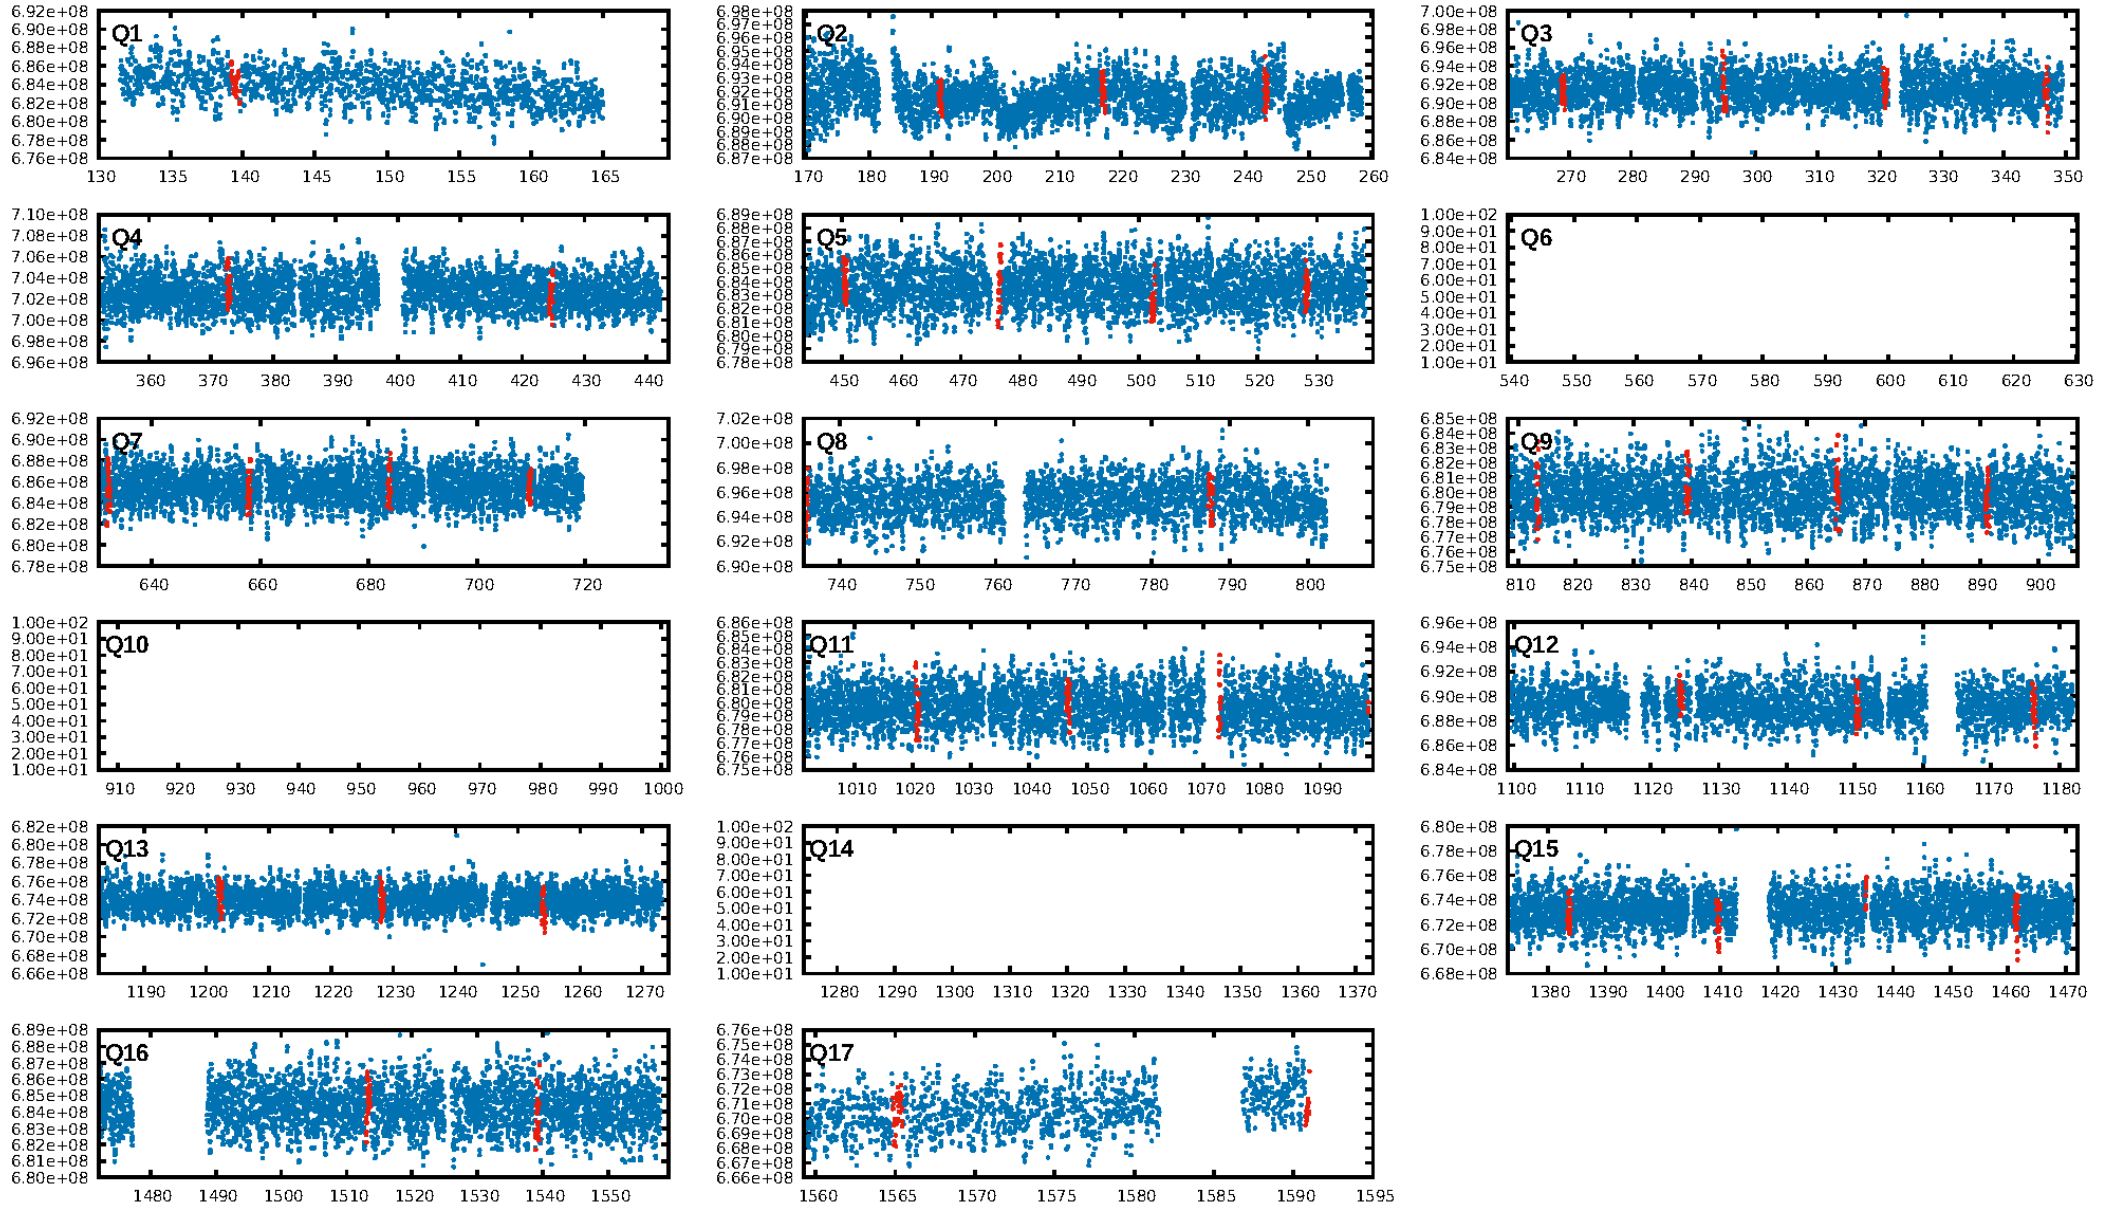 6.92e+08
Q1
6.90e+08
6.88e+08
6.86e+08
6.84e+08
6.82e+08
6.80e+08
6.78e+08
6.76e+08
130 135 140 145 150 155 160 165
6.98e+08
6.97e+08
Q2
6.96e+08
6.95e+08
6.94e+08
6.93e+08
6.92e+08
6.91e+08
6.90e+08
6.89e+08
6.88e+08
6.87e+08
170 180 190 200 210 220 230 240 250 260
7.00e+08
Q3
6.98e+08
6.96e+08
6.94e+08
6.92e+08
6.90e+08
6.88e+08
6.86e+08
6.84e+08
270 280 290 300 310 320 330 340 350
7.10e+08
Q4
7.08e+08
7.06e+08
7.04e+08
7.02e+08
7.00e+08
6.98e+08
6.96e+08
360 370 380 390 400 410 420 430 440
6.89e+08
6.88e+08
Q5
6.87e+08
6.86e+08
6.85e+08
6.84e+08
6.83e+08
6.82e+08
6.81e+08
6.80e+08
6.79e+08
6.78e+08
450 460 470 480 490 500 510 520 530
1.00e+02
Q6
9.00e+01
8.00e+01
7.00e+01
6.00e+01
5.00e+01
4.00e+01
3.00e+01
2.00e+01
1.00e+01
540 550 560 570 580 590 600 610 620 630
6.92e+08
Q7
6.90e+08
6.88e+08
6.86e+08
6.84e+08
6.82e+08
6.80e+08
6.78e+08
640 660 680 700 720
7.02e+08
Q8
7.00e+08
6.98e+08
6.96e+08
6.94e+08
6.92e+08
6.90e+08
740 750 760 770 780 790 800
6.85e+08
6.84e+08
Q9
6.83e+08
6.82e+08
6.81e+08
6.80e+08
6.79e+08
6.78e+08
6.77e+08
6.76e+08
6.75e+08
810 820 830 840 850 860 870 880 890 900
1.00e+02
Q10
9.00e+01
8.00e+01
7.00e+01
6.00e+01
5.00e+01
4.00e+01
3.00e+01
2.00e+01
1.00e+01
910 920 930 940 950 960 970 980 990 1000
6.86e+08
6.85e+08
Q11
6.84e+08
6.83e+08
6.82e+08
6.81e+08
6.80e+08
6.79e+08
6.78e+08
6.77e+08
6.76e+08
6.75e+08
1010 1020 1030 1040 1050 1060 1070 1080 1090
6.96e+08
Q12
6.94e+08
6.92e+08
6.90e+08
6.88e+08
6.86e+08
6.84e+08
1100 1110 1120 1130 1140 1150 1160 1170 1180
6.82e+08
Q13
6.80e+08
6.78e+08
6.76e+08
6.74e+08
6.72e+08
6.70e+08
6.68e+08
6.66e+08
1190 1200 1210 1220 1230 1240 1250 1260 1270
1.00e+02
Q14
9.00e+01
8.00e+01
7.00e+01
6.00e+01
5.00e+01
4.00e+01
3.00e+01
2.00e+01
1.00e+01
1280 1290 1300 1310 1320 1330 1340 1350 1360 1370
6.80e+08
Q15
6.78e+08
6.76e+08
6.74e+08
6.72e+08
6.70e+08
6.68e+08
1380 1390 1400 1410 1420 1430 1440 1450 1460 1470
6.89e+08
Q16
6.88e+08
6.87e+08
6.86e+08
6.85e+08
6.84e+08
6.83e+08
6.82e+08
6.81e+08
6.80e+08
1480 1490 1500 1510 1520 1530 1540 1550
6.76e+08
6.75e+08
Q17
6.74e+08
6.73e+08
6.72e+08
6.71e+08
6.70e+08
6.69e+08
6.68e+08
6.67e+08
6.66e+08
1560 1565 1570 1575 1580 1585 1590 1595